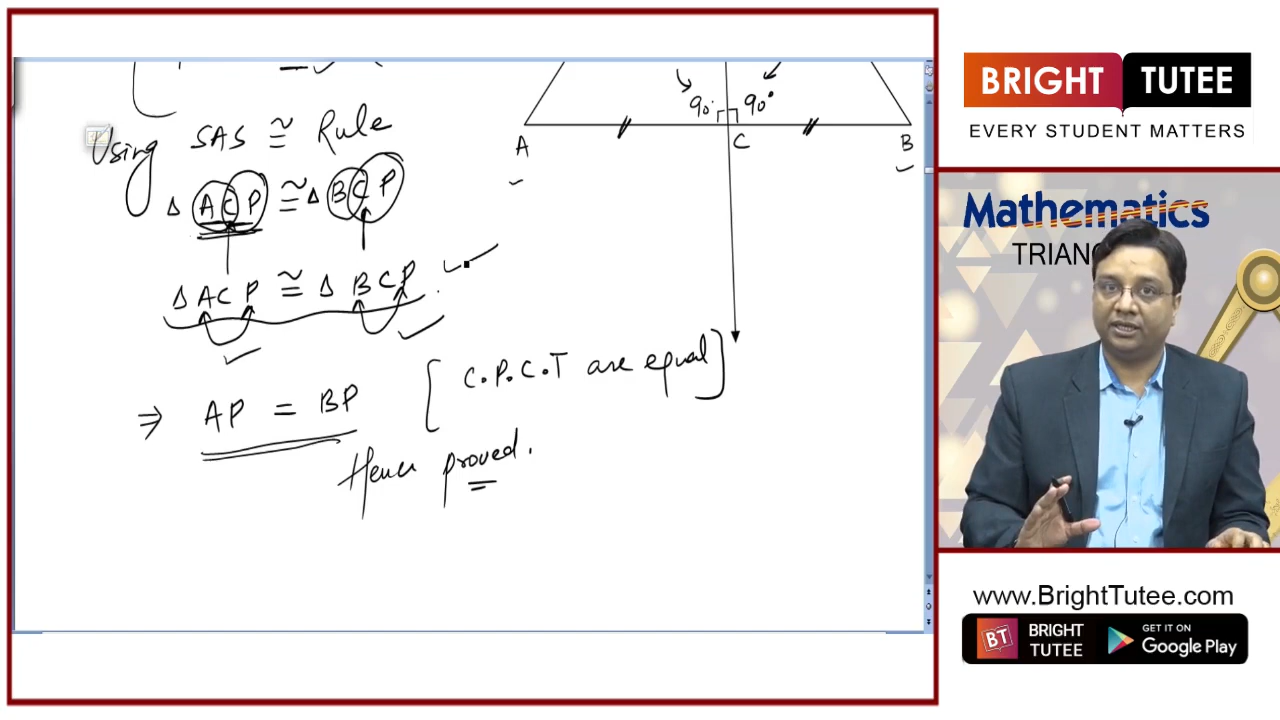 Using SAS ≅ Rule
Δ ACP ≅ Δ BCP
Δ ACP ≅ Δ BCP
⇒ AP = BP [C.P.C.T are equal]
Hence proved.
90° 90°
A C B
BRIGHT TUTEE
EVERY STUDENT MATTERS
Mathematics
TRIANG
www.BrightTutee.com
BT BRIGHT TUTEE
GET IT ON
Google Play